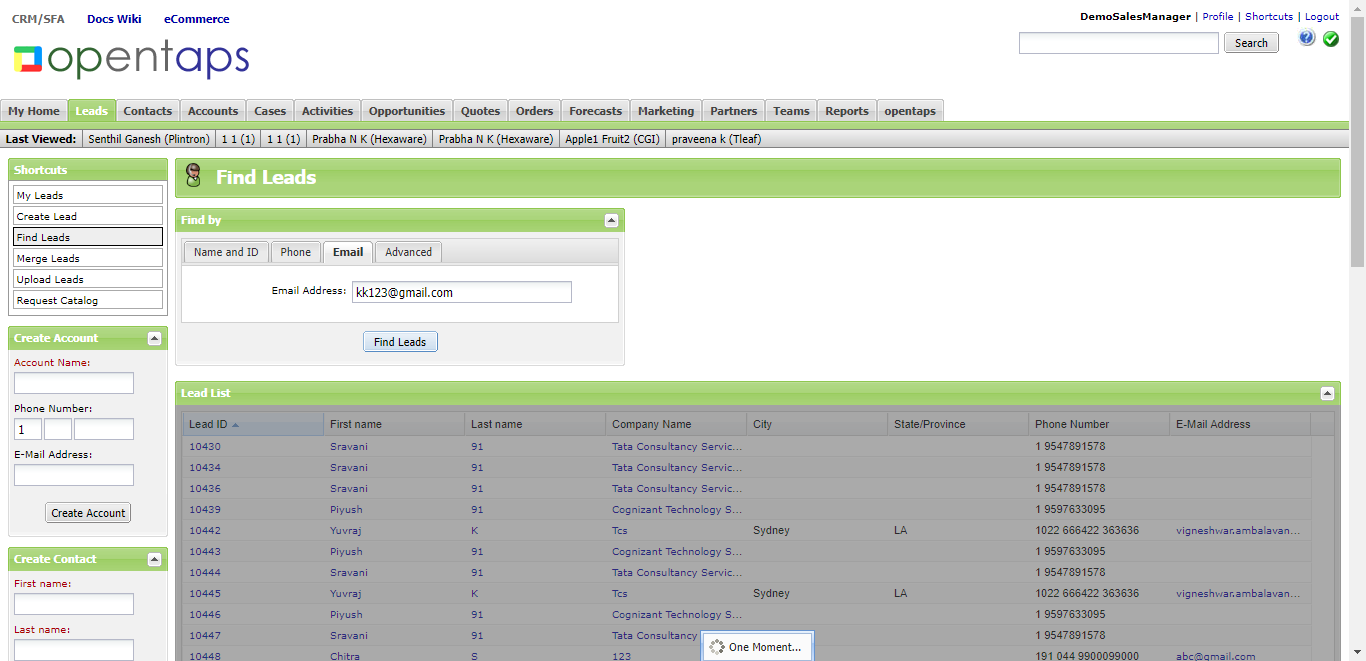 CRM/SFA Docs Wiki eCommerce
DemoSalesManager | Profile | Shortcuts | Logout
opentaps
Search
My Home Leads Contacts Accounts Cases Activities Opportunities Quotes Orders Forecasts Marketing Partners Teams Reports opentaps
Last Viewed: Senthil Ganesh (Plintron) 1 1 (1) 1 1 (1) Prabha N K (Hexaware) Prabha N K (Hexaware) Apple1 Fruit2 (CGI) praveena k (Tleaf)
Shortcuts
My Leads
Create Lead
Find Leads
Merge Leads
Upload Leads
Request Catalog
Create Account
Account Name:
Phone Number:
1
E-Mail Address:
Create Account
Create Contact
First name:
Last name:
Find Leads
Find by
Name and ID Phone Email Advanced
Email Address: kk123@gmail.com
Find Leads
Lead List
Lead ID First name Last name Company Name City State/Province Phone Number E-Mail Address
10430 Sravani 91 Tata Consultancy Servic... 1 9547891578
10434 Sravani 91 Tata Consultancy Servic... 1 9547891578
10436 Sravani 91 Tata Consultancy Servic... 1 9547891578
10439 Piyush 91 Cognizant Technology S... 1 9597633095
10442 Yuvraj K Tcs Sydney LA 1022 666422 363636 vigneshwar.ambalavan...
10443 Piyush 91 Cognizant Technology S... 1 9597633095
10444 Sravani 91 Tata Consultancy Servic... 1 9547891578
10445 Yuvraj K Tcs Sydney LA 1022 666422 363636 vigneshwar.ambalavan...
10446 Piyush 91 Cognizant Technology S... 1 9597633095
10447 Sravani 91 Tata Consultancy 1 9547891578
10448 Chitra S 123 191 044 9900099000 abc@gmail.com
One Moment...